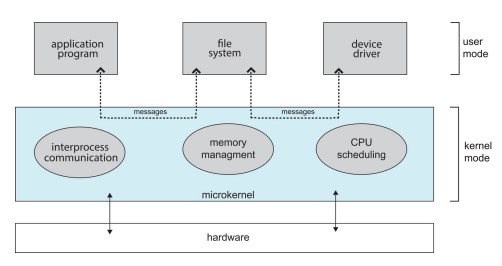 application
program
file
system
device
driver
user
mode
messages
messages
interprocess
communication
memory
managment
CPU
scheduling
kernel
mode
microkernel
hardware